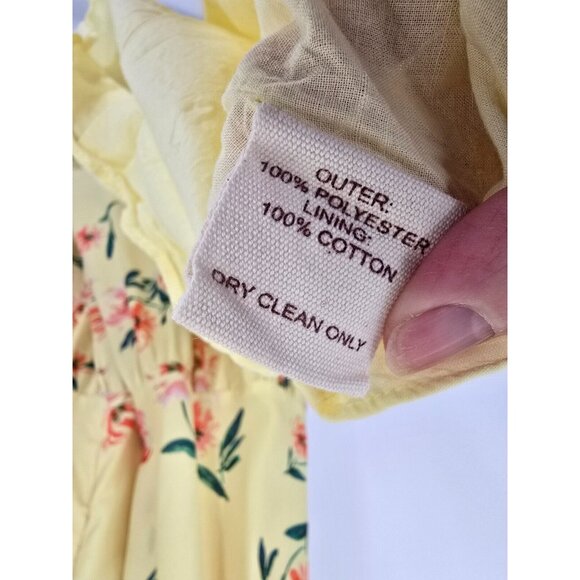 OUTER:
100% POLYESTER
LINING:
100% COTTON
DRY CLEAN ONLY